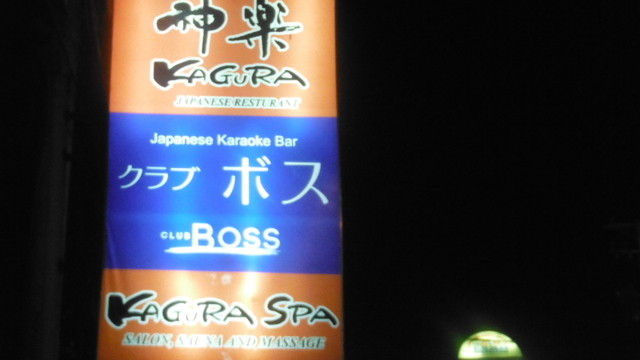 神楽
KAGURA
JAPANESE RESTURANT
Japanese Karaoke Bar
クラブ ボス
CLUB BOSS
KAGURA SPA
SALON, SAUNA AND MASSAGE